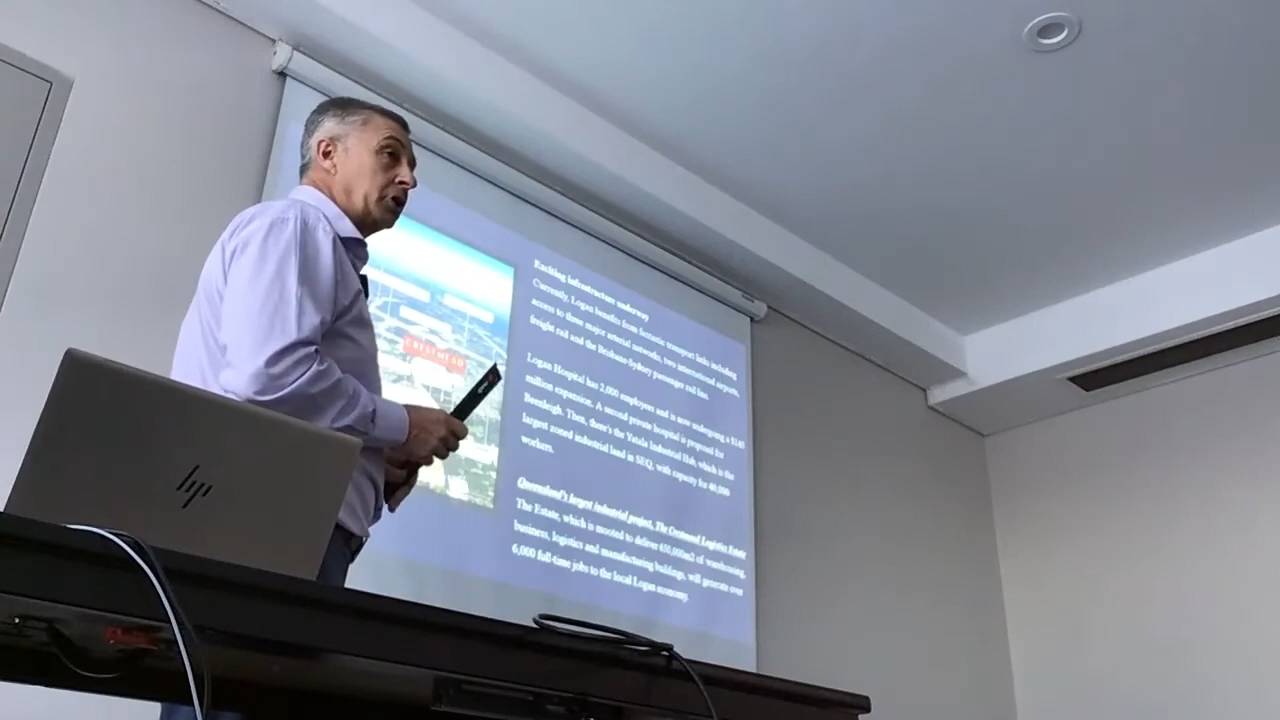 hp
CRESTMEAD
Exciting infrastructure underway
Currently, Logan benefits from fantastic transport links including
access to three major arterial networks, two international airports,
freight rail and the Brisbane-Sydney passenger rail line.
Logan Hospital has 2,000 employees and is now undergoing a $145
million expansion. A second private hospital is proposed for
Beenleigh. Then, there's the Yatala Industrial Hub, which is the
largest zoned industrial land in SEQ, with capacity for 40,000
workers.
Queensland's largest industrial project, The Crestmead Logistics Estate
The Estate, which is mooted to deliver 650,000m2 of warehousing,
business, logistics and manufacturing buildings, will generate over
6,000 full-time jobs to the local Logan economy.